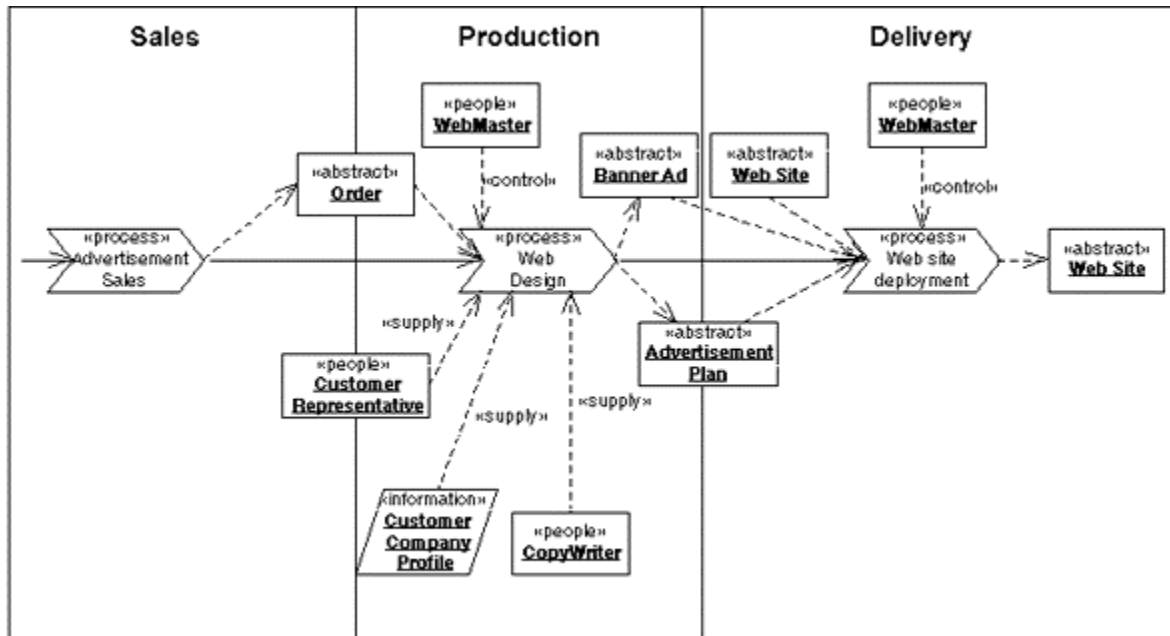 Sales
Production
Delivery
«people»
WebMaster
«people»
WebMaster
«abstract»
Order
«control»
«abstract»
Banner Ad
«abstract»
Web Site
«control»
«process»
Advertisement
Sales
«process»
Web
Design
«process»
Web site
deployment
«abstract»
Web Site
«supply»
«people»
Customer
Representative
«abstract»
Advertisement
Plan
«supply»
«supply»
«information»
Customer
Company
Profile
«people»
CopyWriter